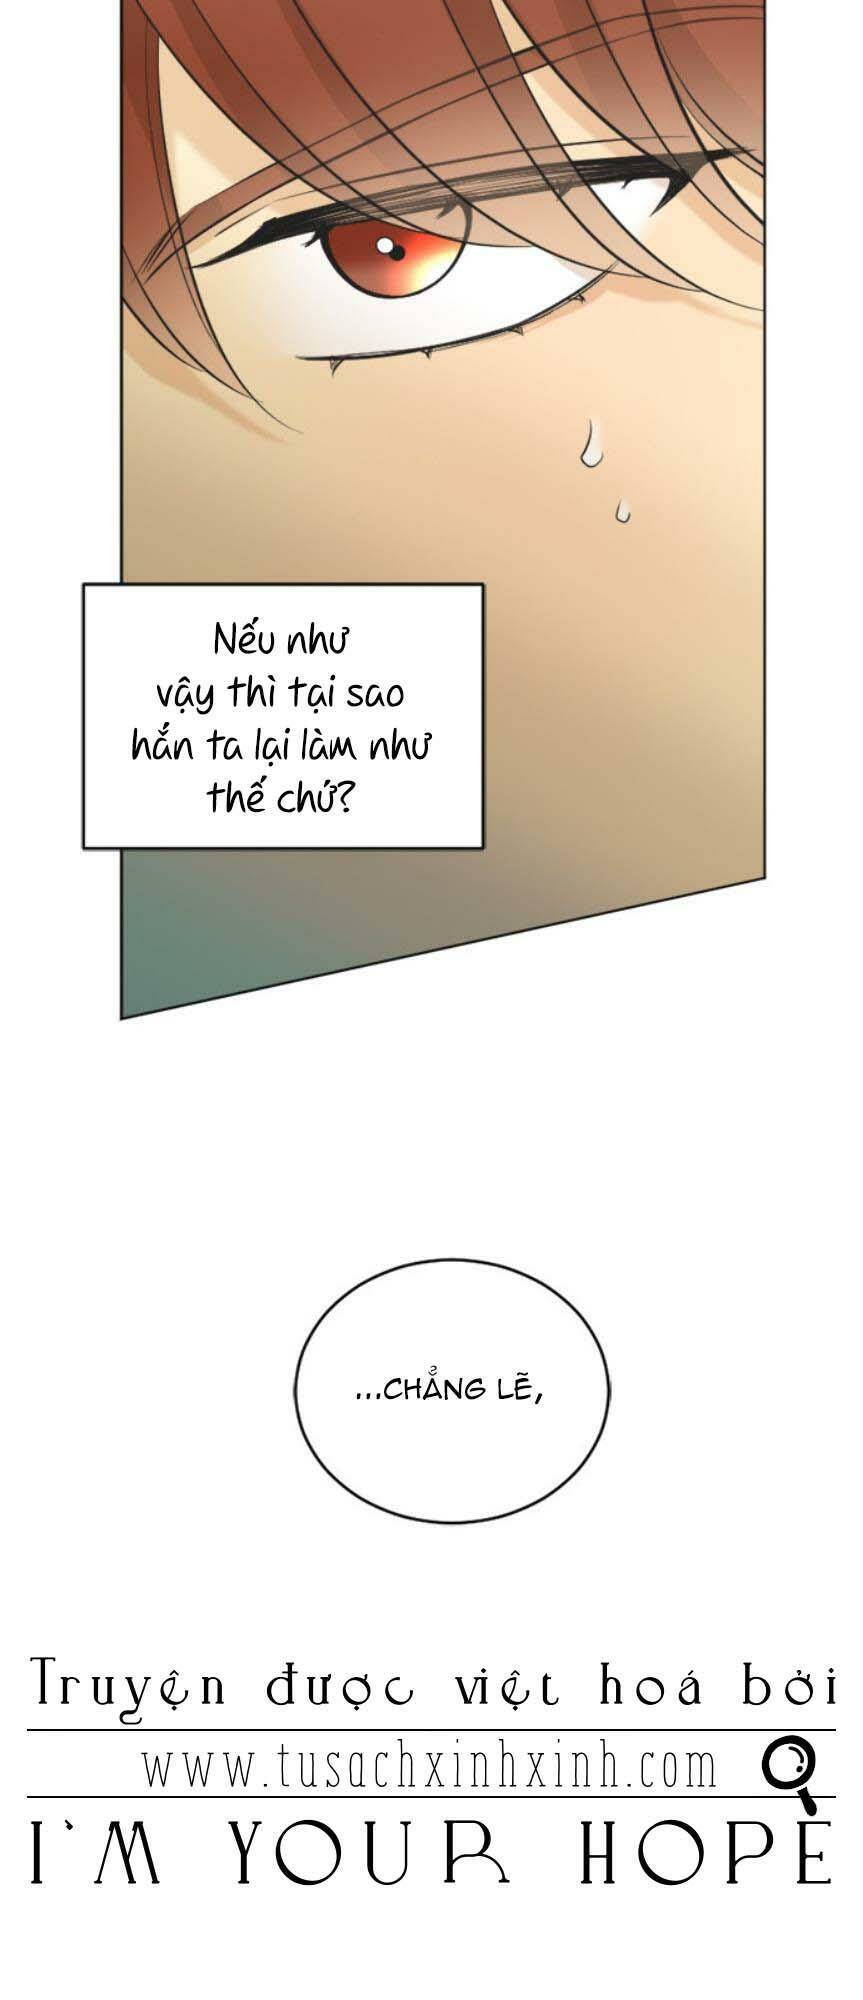 Nếu như
vậy thì tại sao
hắn ta lại làm như
thế chứ?
...CHẲNG LẼ,
Truyện được việt hoá bởi
www.tusachxinhxinh.com
I'M YOUR HOPE